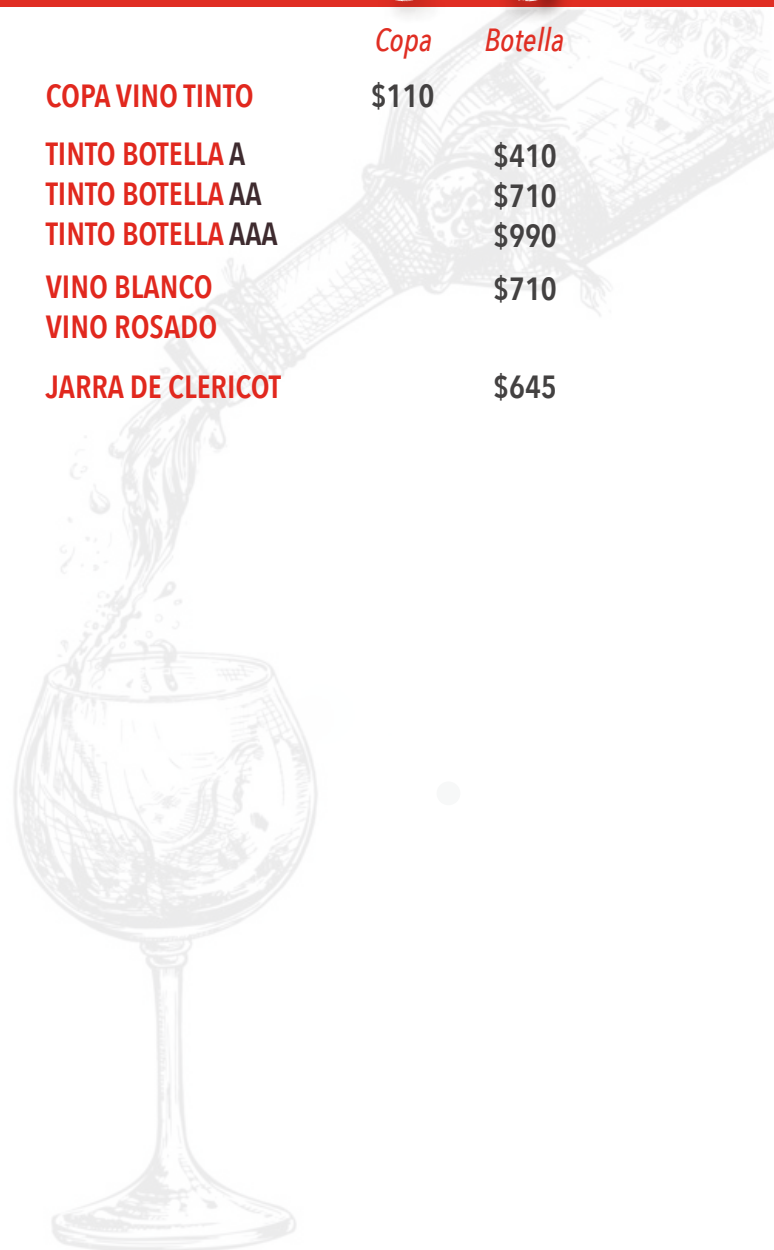 Copa Botella
COPA VINO TINTO $110
TINTO BOTELLA A $410
TINTO BOTELLA AA $710
TINTO BOTELLA AAA $990
VINO BLANCO $710
VINO ROSADO
JARRA DE CLERICOT $645